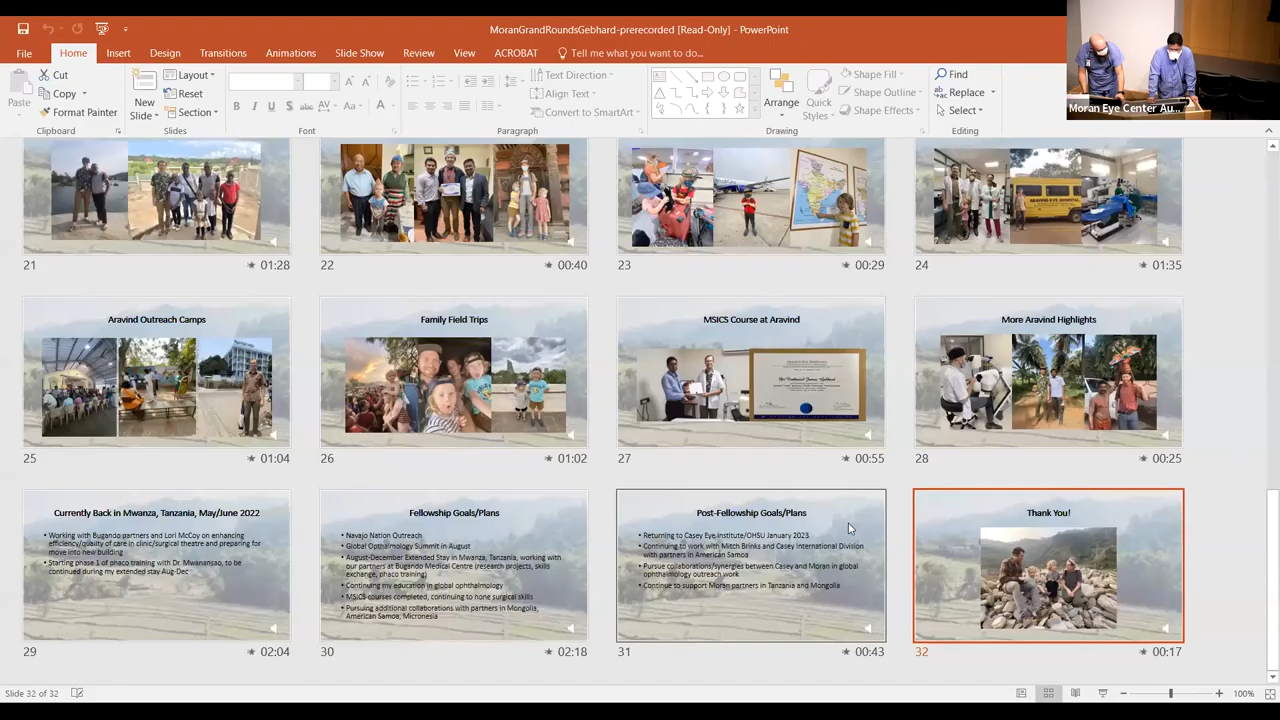 MoranGrandRoundsGebhard-prerecorded [Read-Only] - PowerPoint
File Home Insert Design Transitions Animations Slide Show Review View ACROBAT Tell me what you want to do...
Paste
Cut
Copy
Format Painter
Clipboard
New Slide
Layout
Reset
Section
Slides
B I U S abc AV Aa A
Font
Text Direction
Align Text
Convert to SmartArt
Paragraph
Arrange
Quick Styles
Shape Fill
Shape Outline
Shape Effects
Drawing
Find
Replace
Select
Editing
Moran Eye Center Au...
ARAVIND EYE HOSPITAL
21 01:28
22 00:40
23 00:29
24 01:35
Aravind Outreach Camps
25 01:04
Family Field Trips
26 01:02
MSICS Course at Aravind
27 00:55
More Aravind Highlights
28 00:25
Currently Back in Mwanza, Tanzania, May/June 2022
• Working with Bugando partners and Lori McCoy on enhancing
efficiency/quality of care in clinic/surgical theatre and preparing for
move into new building
• Starting phase 1 of phaco training with Dr. Mwanansao, to be
continued during my extended stay Aug-Dec
29 02:04
Fellowship Goals/Plans
• Navajo Nation Outreach
• Global Opthalmology Summit in August
• August-December Extended Stay in Mwanza, Tanzania, working with
our partners at Bugando Medical Centre (research projects, skills
exchange, phaco training)
• Continuing my education in global ophthalmology
• MSICS courses completed, continuing to hone surgical skills
• Pursuing additional collaborations with partners in Mongolia,
American Samoa, Micronesia
30 02:18
Post-Fellowship Goals/Plans
• Returning to Casey Eye Institute/OHSU January 2023
• Continuing to work with Mitch Brinks and Casey International Division
with partners in American Samoa
• Pursue collaborations/synergies between Casey and Moran in global
ophthalmology outreach work
• Continue to support Moran partners in Tanzania and Mongolia
31 00:43
Thank You!
32 00:17
Slide 32 of 32
100%